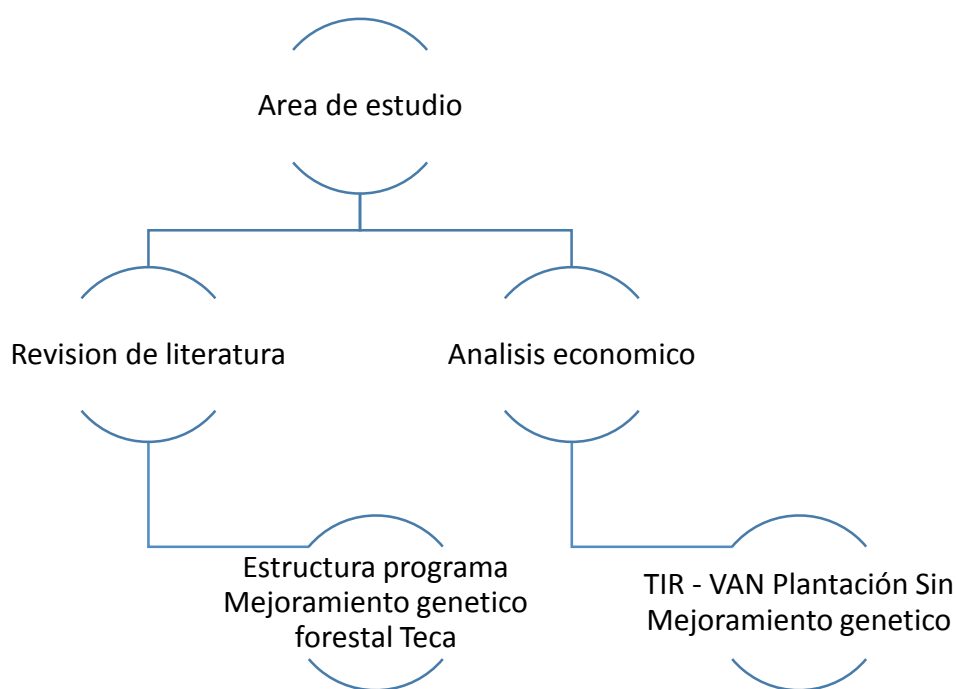 Area de estudio
Revision de literatura
Analisis economico
Estructura programa
Mejoramiento genetico
forestal Teca
TIR - VAN Plantación Sin
Mejoramiento genetico